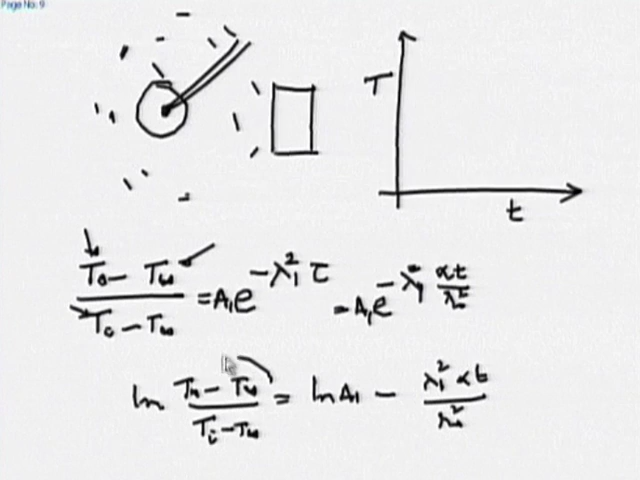 Page No: 9
T
t
T₀ - T∞ / T₀ - T∞ = A₁e^(-λ₁² τ) = A₁e^(-λ₁² αt/r₀²)
ln T₀ - T∞ / Tᵢ - T∞ = ln A₁ - λ₁² αt / r₀²